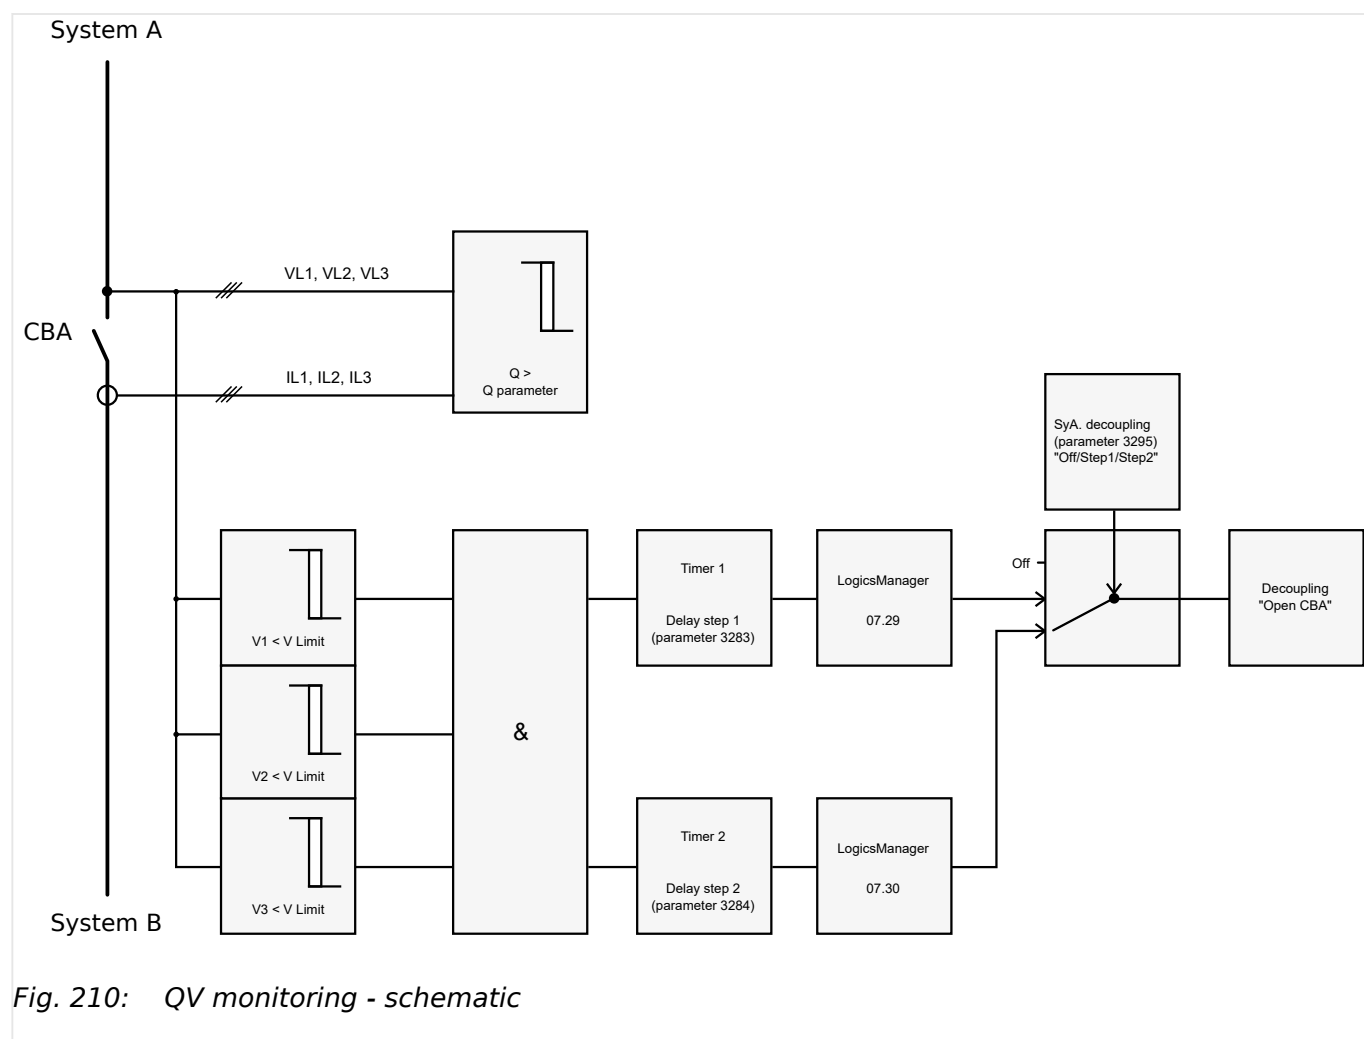 System A
VL1, VL2, VL3
CBA
IL1, IL2, IL3
Q >
Q parameter
SyA. decoupling
(parameter 3295)
"Off/Step1/Step2"
V1 < V Limit
V2 < V Limit
V3 < V Limit
&
Timer 1
Delay step 1
(parameter 3283)
LogicsManager
07.29
Off
Decoupling
"Open CBA"
Timer 2
Delay step 2
(parameter 3284)
LogicsManager
07.30
System B
Fig. 210: QV monitoring - schematic